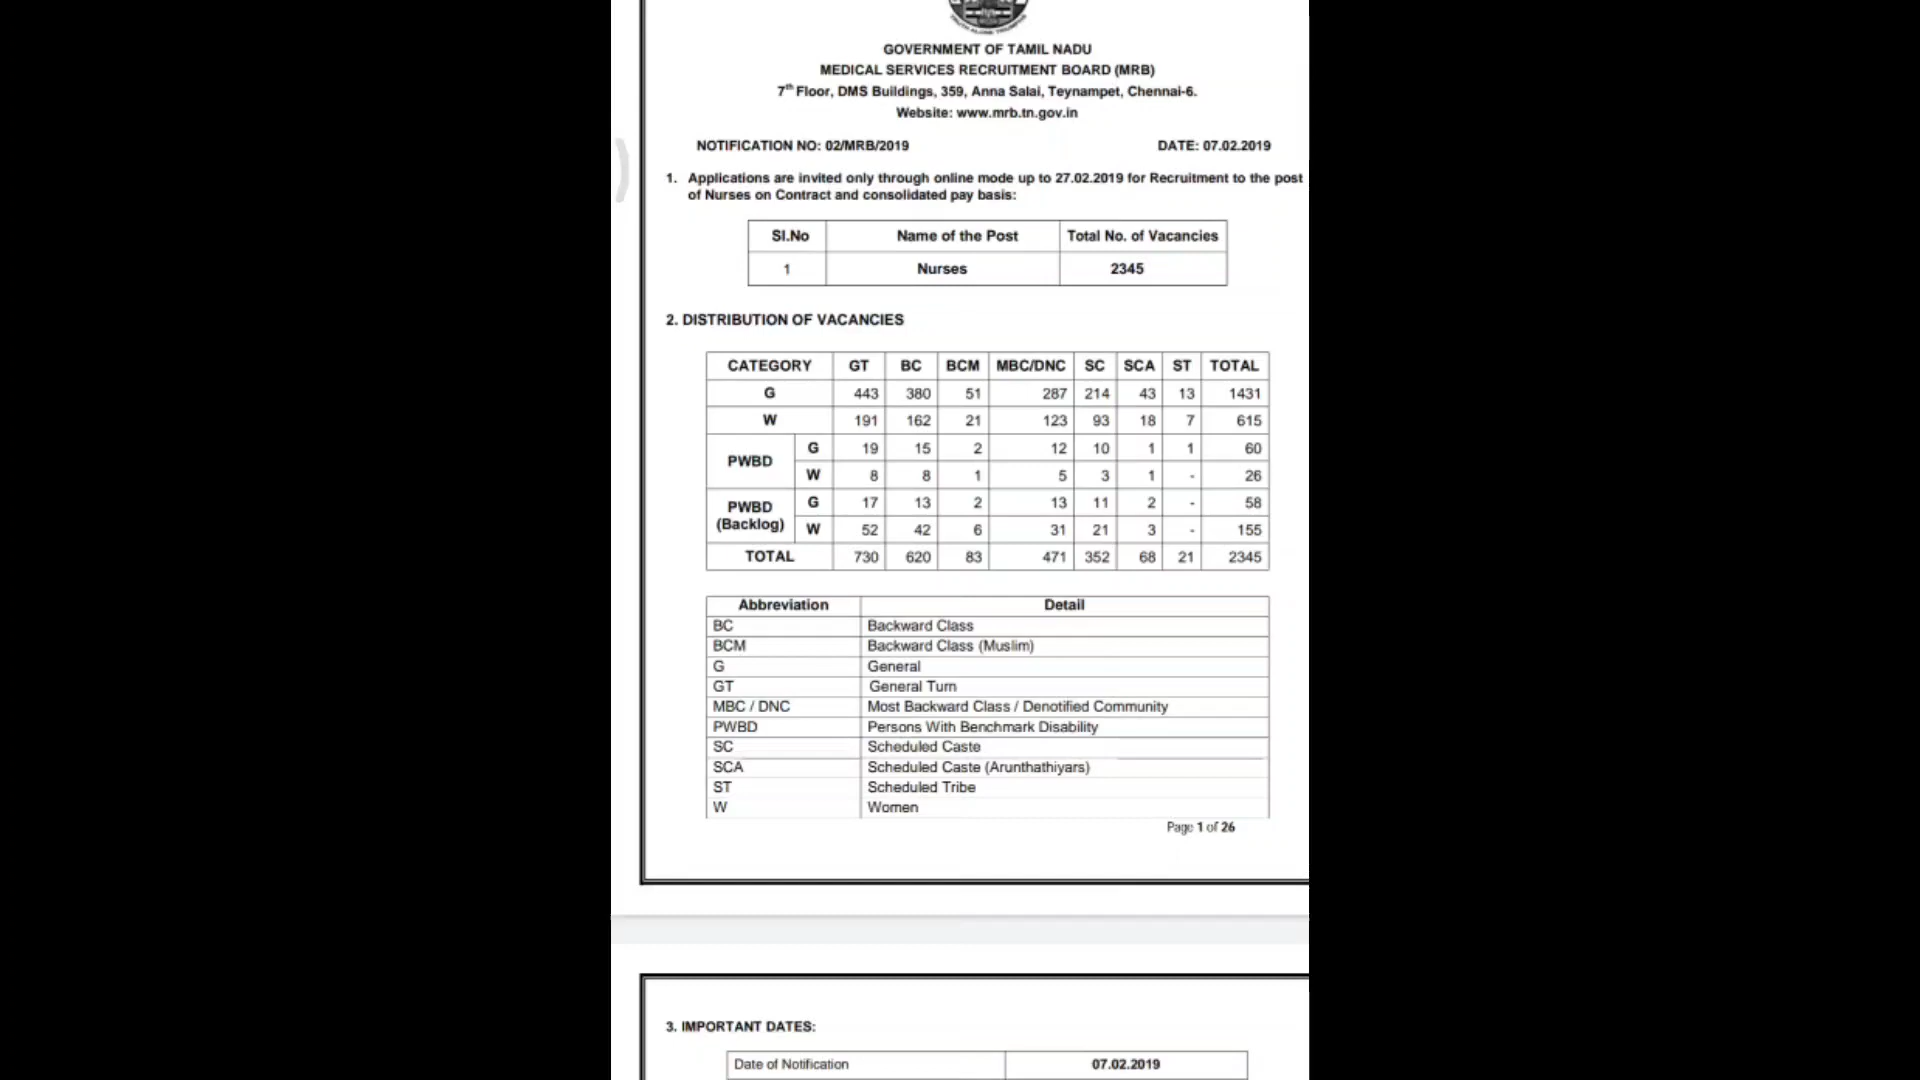 GOVERNMENT OF TAMIL NADU
MEDICAL SERVICES RECRUITMENT BOARD (MRB)
7th Floor, DMS Buildings, 359, Anna Salai, Teynampet, Chennai-6.
Website: www.mrb.tn.gov.in
NOTIFICATION NO: 02/MRB/2019 DATE: 07.02.2019
1. Applications are invited only through online mode up to 27.02.2019 for Recruitment to the post
of Nurses on Contract and consolidated pay basis:
Sl.No Name of the Post Total No. of Vacancies
1 Nurses 2345
2. DISTRIBUTION OF VACANCIES
CATEGORY GT BC BCM MBC/DNC SC SCA ST TOTAL
G 443 380 51 287 214 43 13 1431
W 191 162 21 123 93 18 7 615
PWBD G 19 15 2 12 10 1 1 60
W 8 8 1 5 3 1 - 26
PWBD (Backlog) G 17 13 2 13 11 2 - 58
W 52 42 6 31 21 3 - 155
TOTAL 730 620 83 471 352 68 21 2345
Abbreviation Detail
BC Backward Class
BCM Backward Class (Muslim)
G General
GT General Turn
MBC / DNC Most Backward Class / Denotified Community
PWBD Persons With Benchmark Disability
SC Scheduled Caste
SCA Scheduled Caste (Arunthathiyars)
ST Scheduled Tribe
W Women
Page 1 of 26
3. IMPORTANT DATES:
Date of Notification 07.02.2019